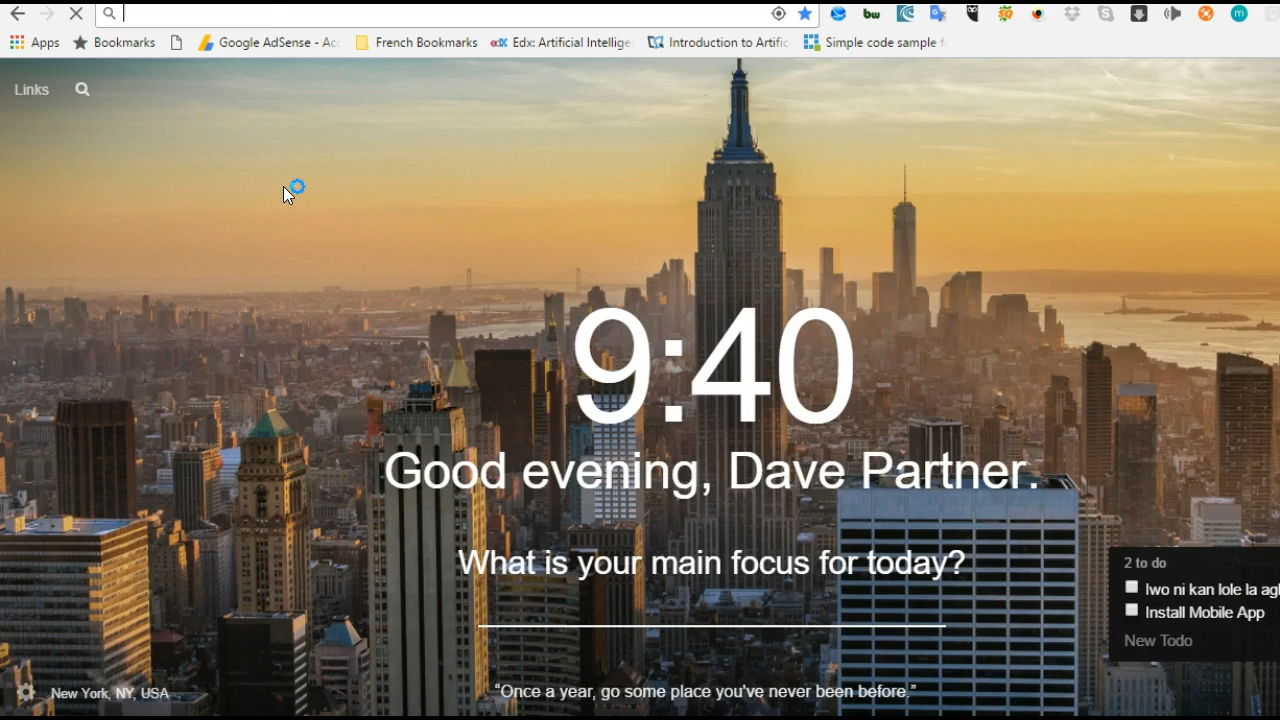 Apps Bookmarks Google AdSense - Acc French Bookmarks Edx: Artificial Intellige Introduction to Artific Simple code sample f
Links
9:40
Good evening, Dave Partner.
What is your main focus for today?
2 to do
Iwo ni kan lole la agl
Install Mobile App
New Todo
New York, NY, USA
“Once a year, go some place you've never been before.”